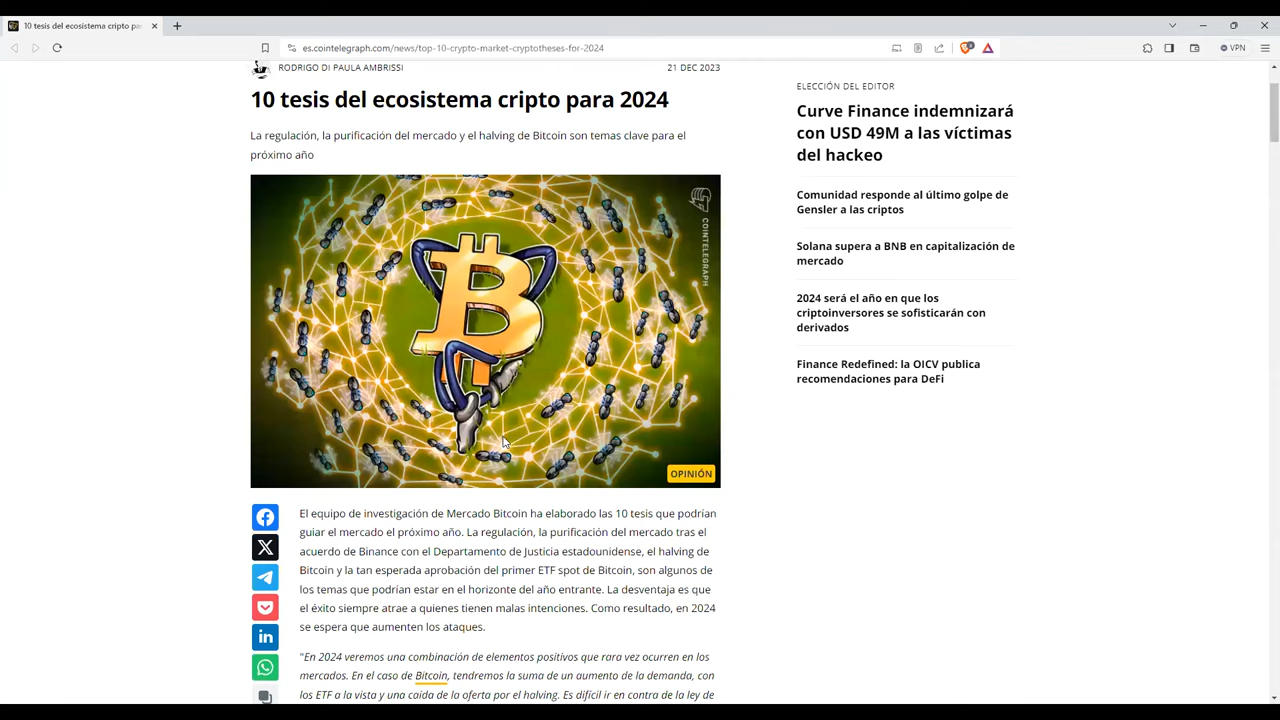 10 tesis del ecosistema cripto pa
es.cointelegraph.com/news/top-10-crypto-market-cryptotheses-for-2024
VPN
RODRIGO DI PAULA AMBRISSI
21 DEC 2023
10 tesis del ecosistema cripto para 2024
La regulación, la purificación del mercado y el halving de Bitcoin son temas clave para el
próximo año
COINTELEGRAPH
OPINIÓN
El equipo de investigación de Mercado Bitcoin ha elaborado las 10 tesis que podrían
guiar el mercado el próximo año. La regulación, la purificación del mercado tras el
acuerdo de Binance con el Departamento de Justicia estadounidense, el halving de
Bitcoin y la tan esperada aprobación del primer ETF spot de Bitcoin, son algunos de
los temas que podrían estar en el horizonte del año entrante. La desventaja es que
el éxito siempre atrae a quienes tienen malas intenciones. Como resultado, en 2024
se espera que aumenten los ataques.
"En 2024 veremos una combinación de elementos positivos que rara vez ocurren en los
mercados. En el caso de Bitcoin, tendremos la suma de un aumento de la demanda, con
los ETF a la vista y una caída de la oferta por el halving. Es difícil ir en contra de la ley de
ELECCIÓN DEL EDITOR
Curve Finance indemnizará
con USD 49M a las víctimas
del hackeo
Comunidad responde al último golpe de
Gensler a las criptos
Solana supera a BNB en capitalización de
mercado
2024 será el año en que los
criptoinversores se sofisticarán con
derivados
Finance Redefined: la OICV publica
recomendaciones para DeFi